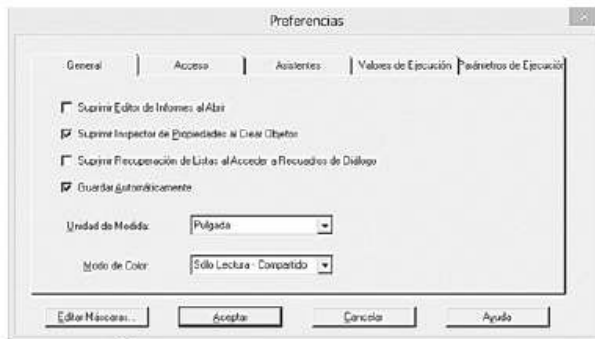 Preferencias
General Acceso Asistentes Valores de Ejecución Parámetros de Ejecución
Suprimir Editor de Informes al Abrir
Suprimir Inspector de Propiedades al Crear Objetos
Suprimir Recuperación de Listas al Acceder a Recuadros de Diálogo
Guardar Automáticamente
Unidad de Medida: Pulgada
Modo de Color: Sólo Lectura - Compartido
Editar Máscaras... Aceptar Cancelar Ayuda